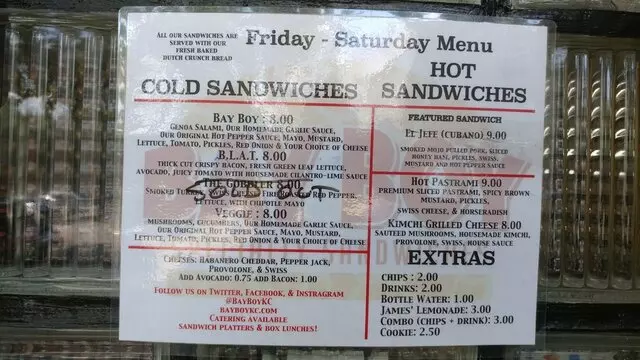 All our sandwiches are
served with our
fresh baked
dutch crunch bread
Friday - Saturday Menu
COLD SANDWICHES
Bay Boy : 8.00
Genoa Salami, Our Homemade Garlic Sauce,
Our Original Hot Pepper Sauce, Mayo, Mustard,
Lettuce, Tomato, Pickles, Red Onion & Your Choice of Cheese
B.L.A.T. 8.00
thick cut crispy bacon, fresh green leaf lettuce,
avocado, juicy tomato with housemade cilantro-lime sauce
The Gobbler 8.00
SOLD OUT
Smoked Turkey, Red Pepper,
Lettuce, with Chipotle Mayo
Veggie : 8.00
Mushrooms, Cucumbers, Our Homemade Garlic Sauce,
Our Original Hot Pepper Sauce, Mayo, Mustard,
Lettuce, Tomato, Pickles, Red Onion & Your Choice of Cheese
Cheeses: Habanero Cheddar, Pepper Jack,
Provolone, & Swiss
Add Avocado: 0.75 Add Bacon: 1.00
Follow us on Twitter, Facebook, & Instagram
@BayBoyKC
bayboykc.com
Catering available
Sandwich platters & box lunches!
HOT
SANDWICHES
Featured Sandwich
El Jefe (Cubano) 9.00
Smoked mojo pulled pork, sliced
honey ham, pickles, swiss,
mustard and hot pepper sauce
Hot Pastrami 9.00
Premium sliced pastrami, spicy brown
mustard, pickles,
swiss cheese, & horseradish
Kimchi Grilled Cheese 8.00
Sauteed mushrooms, housemade kimchi,
provolone, swiss, house sauce
EXTRAS
chips : 2.00
Drinks: 2.00
Bottle Water: 1.00
James' Lemonade: 3.00
Combo (chips + drink): 3.00
Cookie: 2.50